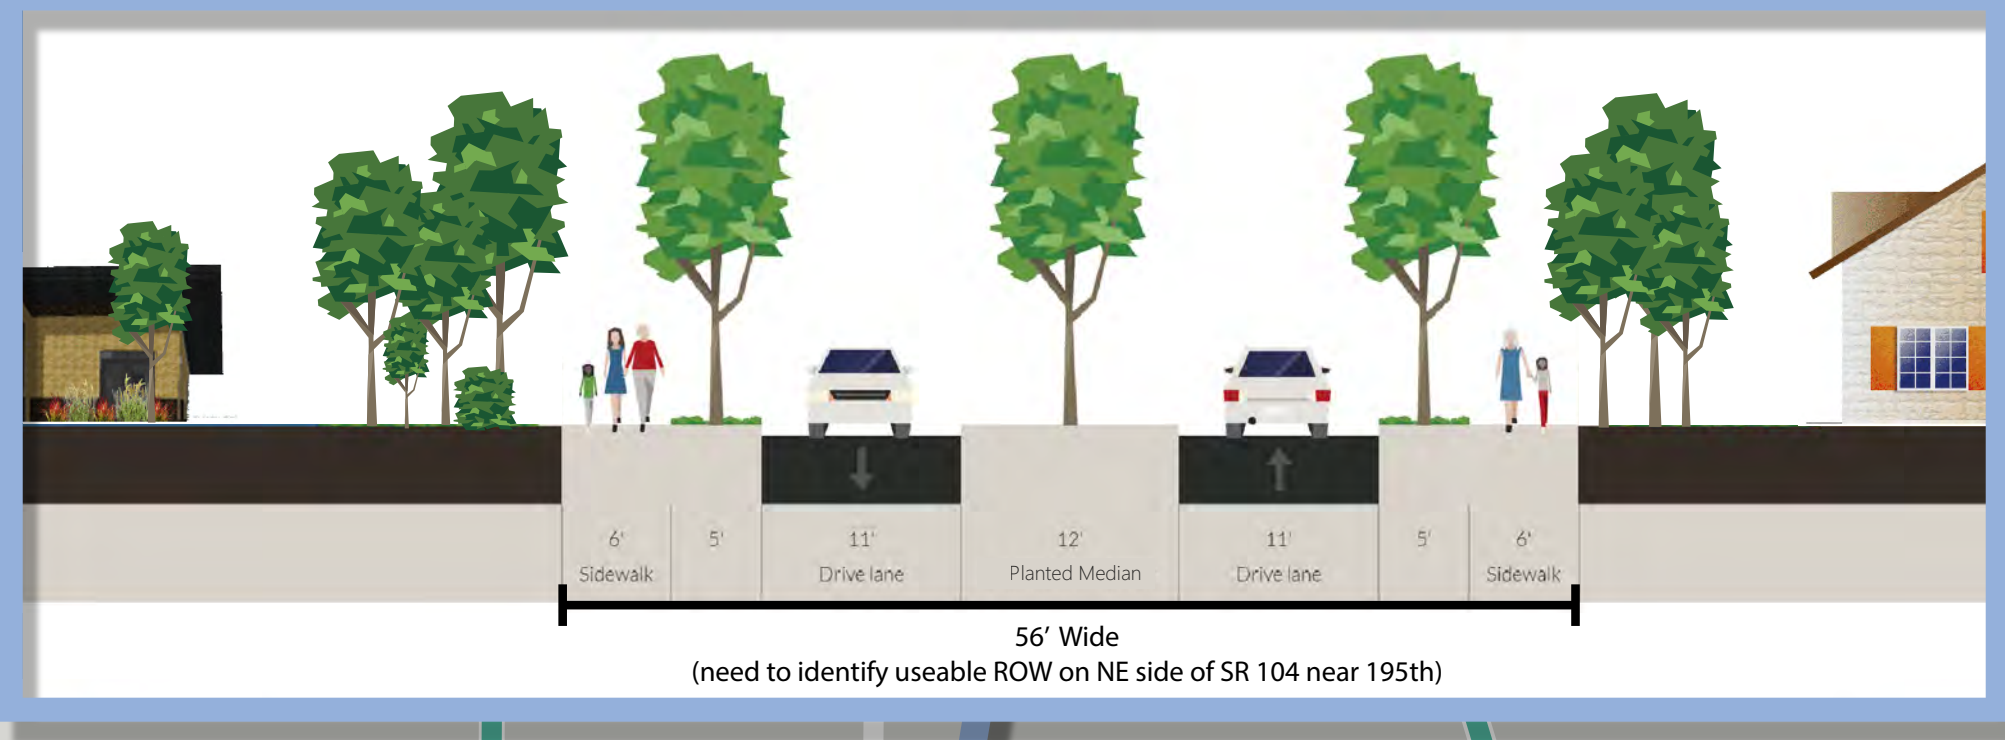 6' 5' 11' 12' 11' 5' 6'
Sidewalk Drive lane Planted Median Drive lane Sidewalk
56' Wide
(need to identify useable ROW on NE side of SR 104 near 195th)